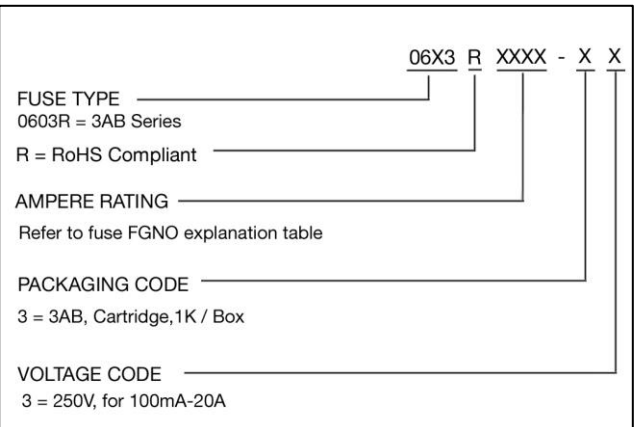 06X3 R XXXX - X X
FUSE TYPE
0603R = 3AB Series
R = RoHS Compliant
AMPERE RATING
Refer to fuse FGNO explanation table
PACKAGING CODE
3 = 3AB, Cartridge,1K / Box
VOLTAGE CODE
3 = 250V, for 100mA-20A